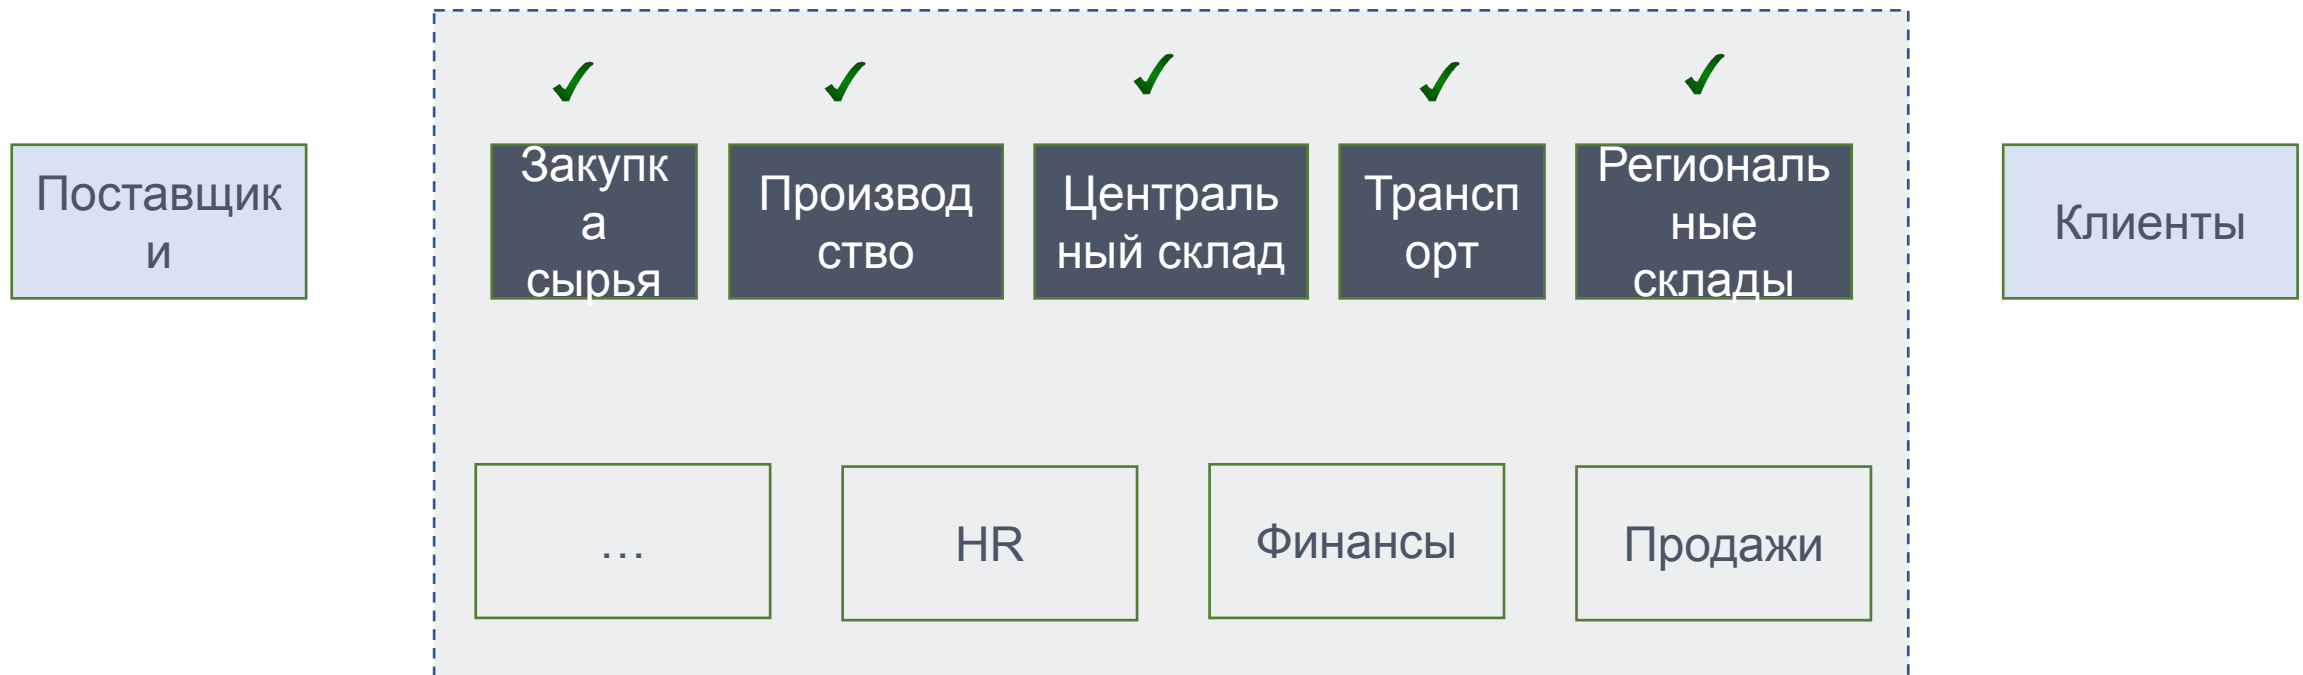 Поставщик
и
Закупк
а
сырья
Производ
ство
Централь
ный склад
Трансп
орт
Региональ
ные
склады
Клиенты
…
HR
Финансы
Продажи